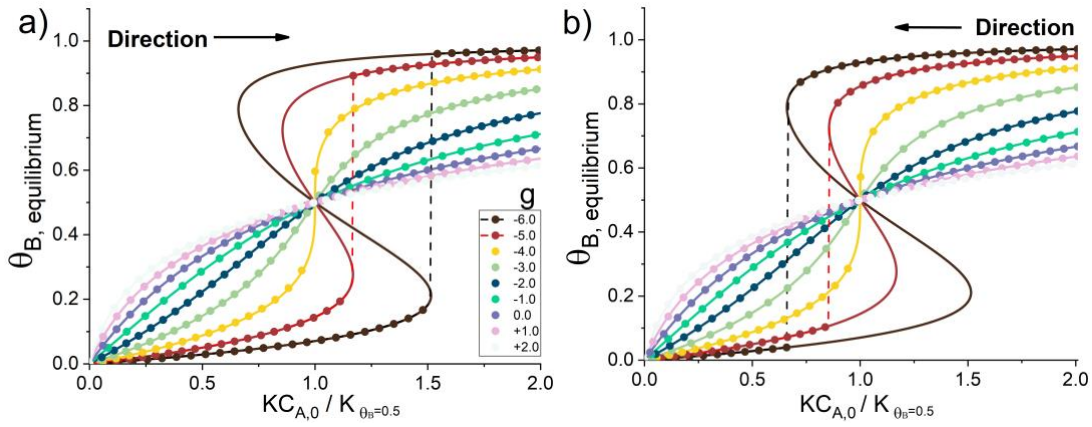 a)
Direction
1.0
0.8
0.6
0.4
0.2
0.0
θB, equilibrium
g
-6.0
-5.0
-4.0
-3.0
-2.0
-1.0
0.0
+1.0
+2.0
0.0 0.5 1.0 1.5 2.0
KCA,0 / K θB=0.5
b)
Direction
1.0
0.8
0.6
0.4
0.2
0.0
θB, equilibrium
0.0 0.5 1.0 1.5 2.0
KCA,0 / K θB=0.5